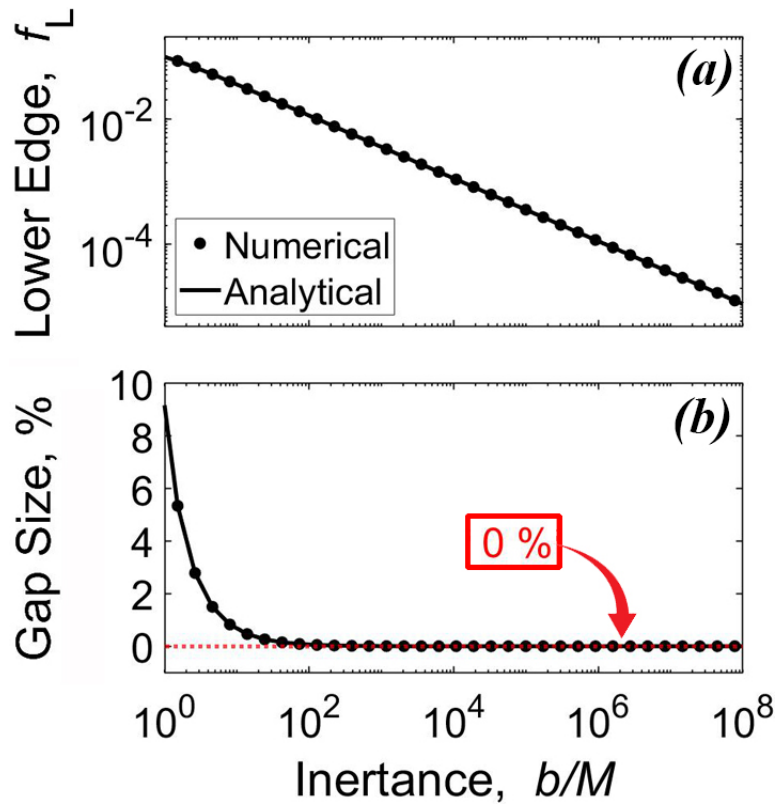 Lower Edge, f_L
(a)
10^-2
10^-4
Numerical
Analytical
Gap Size, %
(b)
10
8
6
4
2
0
0 %
10^0 10^2 10^4 10^6 10^8
Inertance, b/M